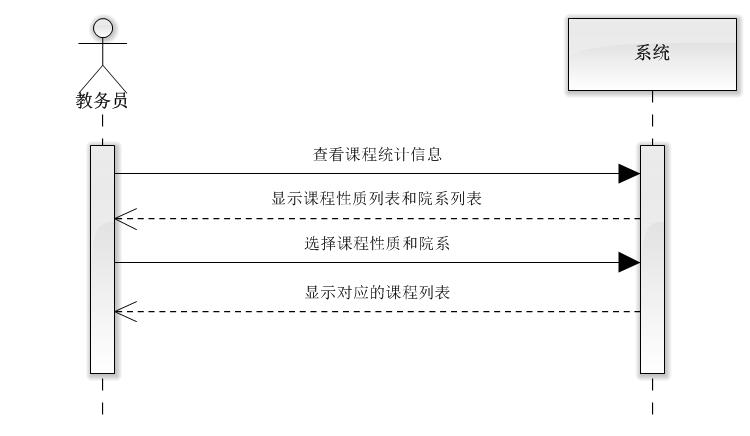 教务员
系统
查看课程统计信息
显示课程性质列表和院系列表
选择课程性质和院系
显示对应的课程列表